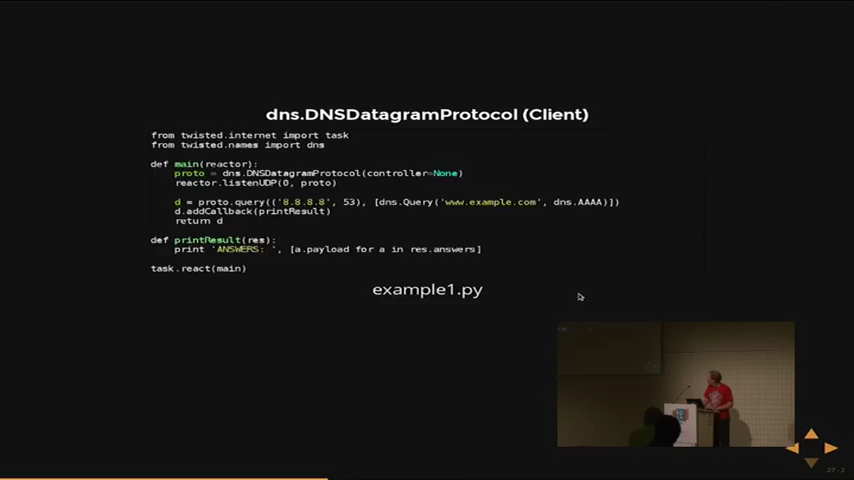 dns.DNSDatagramProtocol (Client)
from twisted.internet import task
from twisted.names import dns
def main(reactor):
proto = dns.DNSDatagramProtocol(controller=None)
reactor.listenUDP(0, proto)
d = proto.query(('8.8.8.8', 53), [dns.Query('www.example.com', dns.AAAA)])
d.addCallback(printResult)
return d
def printResult(res):
print 'ANSWERS: ', [a.payload for a in res.answers]
task.react(main)
example1.py
27-2